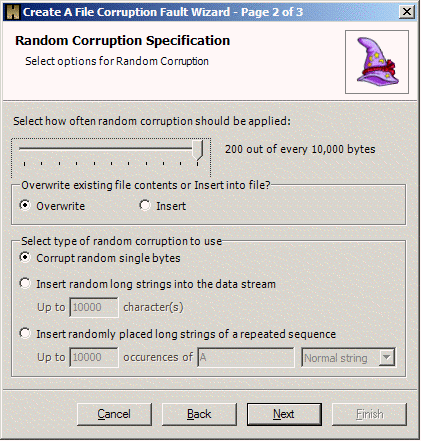 Create A File Corruption Fault Wizard - Page 2 of 3
Random Corruption Specification
Select options for Random Corruption
Select how often random corruption should be applied:
200 out of every 10,000 bytes
Overwrite existing file contents or Insert into file?
Overwrite Insert
Select type of random corruption to use
Corrupt random single bytes
Insert random long strings into the data stream
Up to 10000 character(s)
Insert randomly placed long strings of a repeated sequence
Up to 10000 occurences of A Normal string
Cancel Back Next Finish